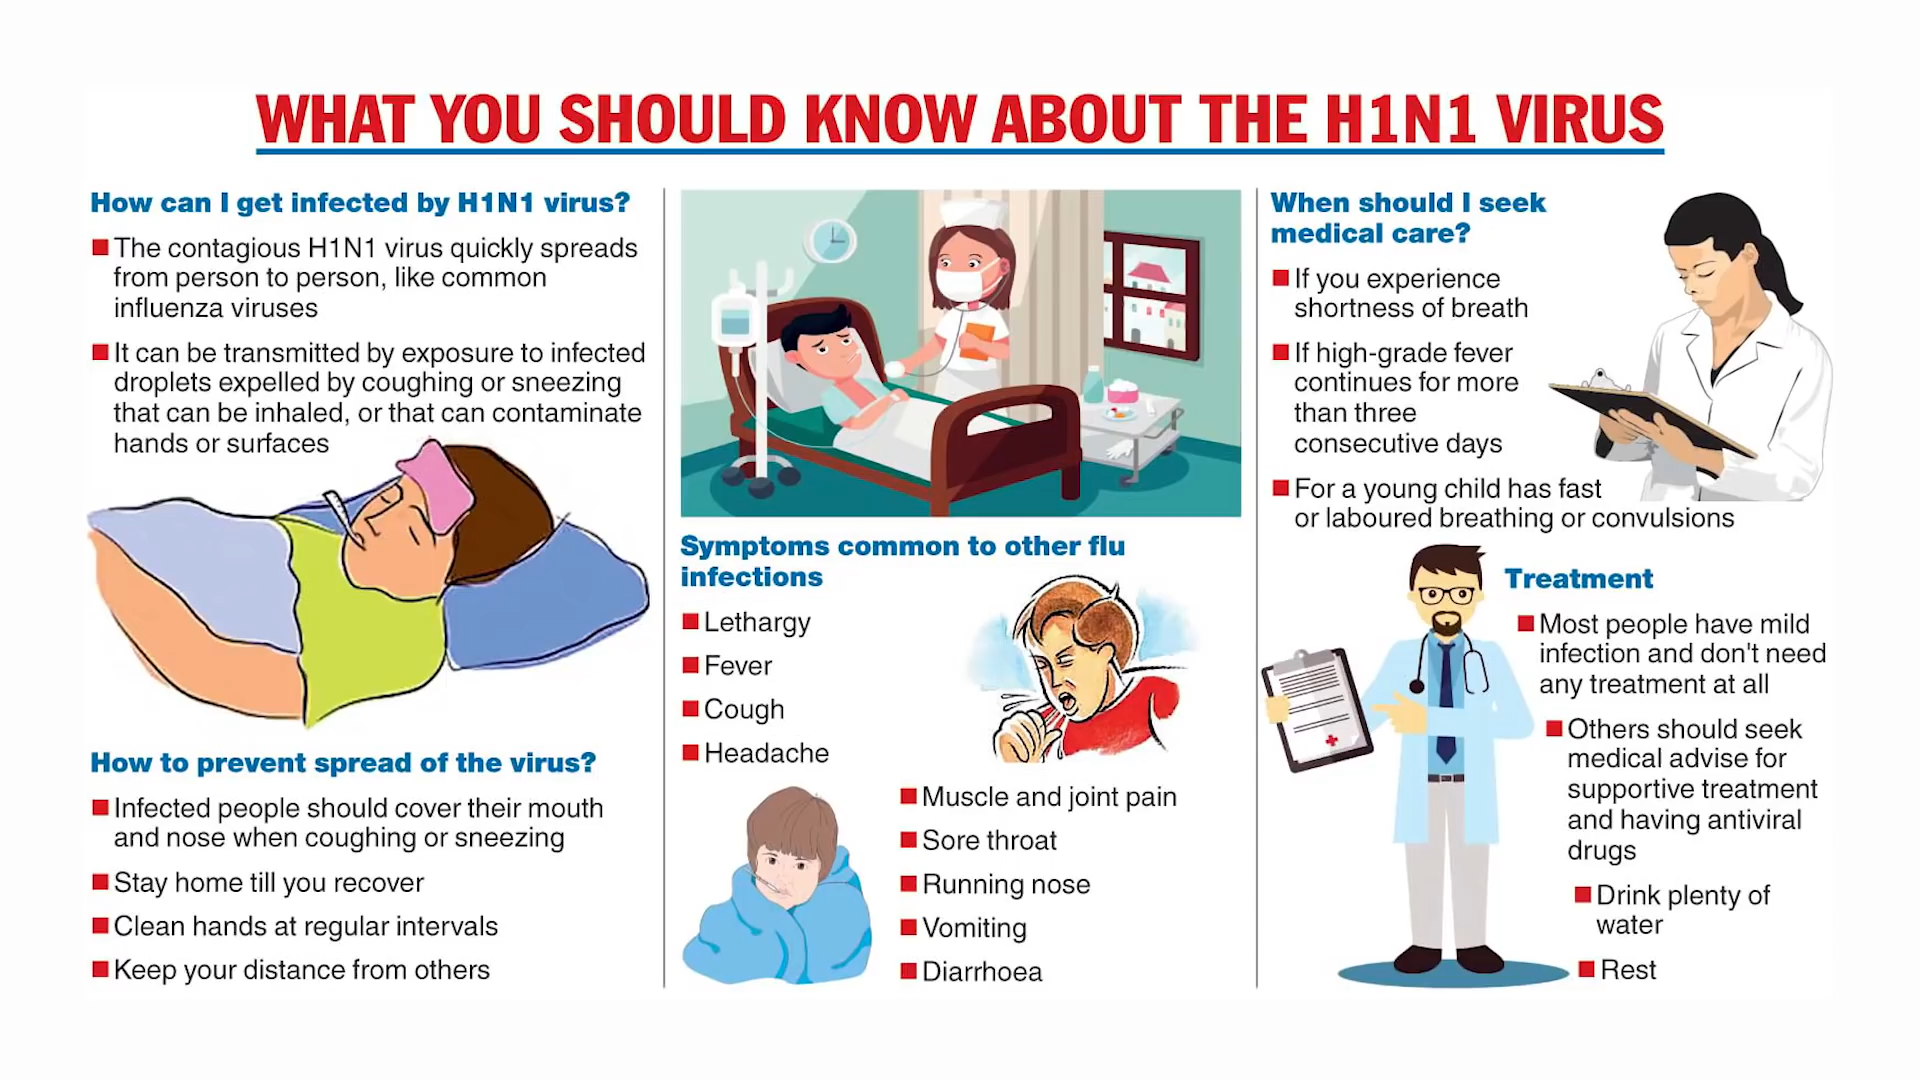 WHAT YOU SHOULD KNOW ABOUT THE H1N1 VIRUS
How can I get infected by H1N1 virus?
The contagious H1N1 virus quickly spreads
from person to person, like common
influenza viruses
It can be transmitted by exposure to infected
droplets expelled by coughing or sneezing
that can be inhaled, or that can contaminate
hands or surfaces
How to prevent spread of the virus?
Infected people should cover their mouth
and nose when coughing or sneezing
Stay home till you recover
Clean hands at regular intervals
Keep your distance from others
Symptoms common to other flu
infections
Lethargy
Fever
Cough
Headache
Muscle and joint pain
Sore throat
Running nose
Vomiting
Diarrhoea
When should I seek
medical care?
If you experience
shortness of breath
If high-grade fever
continues for more
than three
consecutive days
For a young child has fast
or laboured breathing or convulsions
Treatment
Most people have mild
infection and don't need
any treatment at all
Others should seek
medical advise for
supportive treatment
and having antiviral
drugs
Drink plenty of
water
Rest